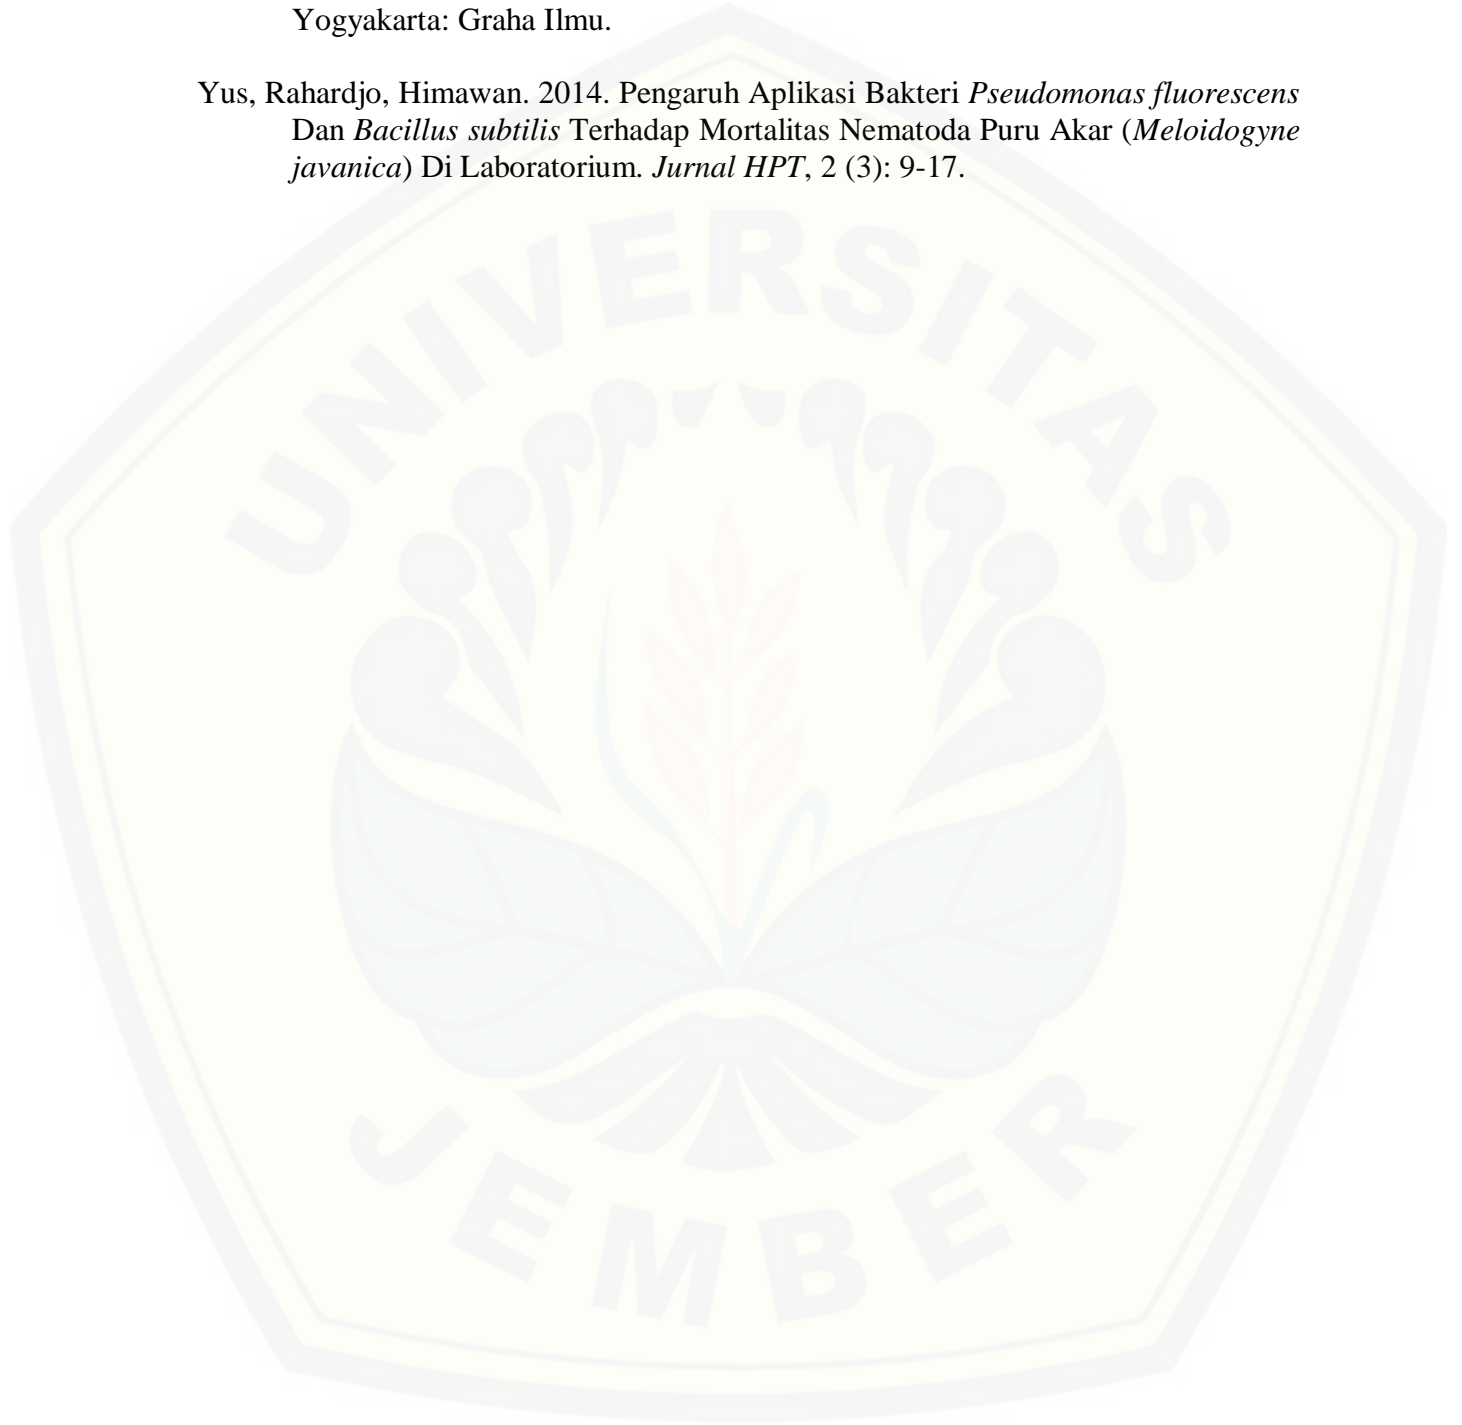 Yogyakarta: Graha Ilmu.
Yus, Rahardjo, Himawan. 2014. Pengaruh Aplikasi Bakteri Pseudomonas fluorescens
Dan Bacillus subtilis Terhadap Mortalitas Nematoda Puru Akar (Meloidogyne
javanica) Di Laboratorium. Jurnal HPT, 2 (3): 9-17.
UNIVERSITAS
JEMBER